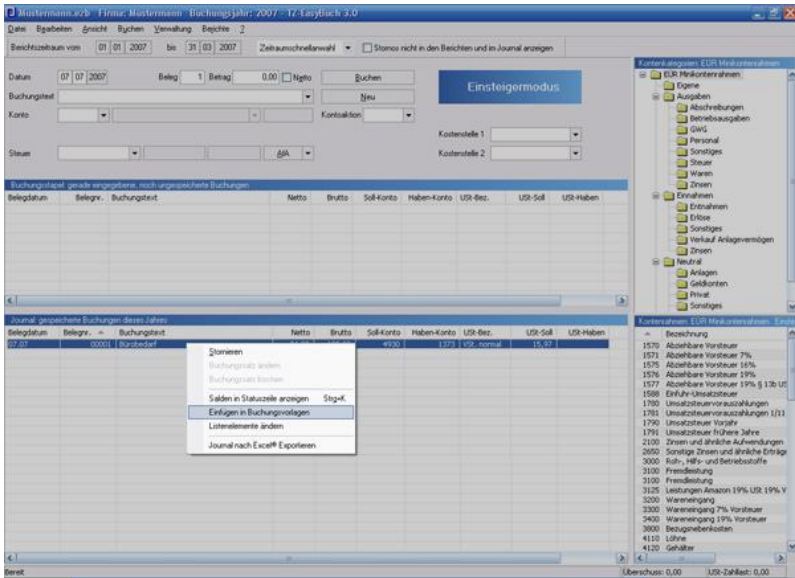 Mustermann.ezb Firma: Mustermann Buchungsjahr: 2007 - TZ-EasyBuch 3.0
Datei Bearbeiten Ansicht Buchen Verwaltung Berichte ?
Berichtszeitraum vom 01 01 2007 bis 31 03 2007 Zeitraumschnellanwahl Stornos nicht in den Berichten und im Journal anzeigen
Datum 07 07 2007 Beleg 1 Betrag 0,00 Netto Buchen
Einsteigermodus
Buchungstext Neu
Konto Kontoaktion
Kostenstelle 1
Steuer AfA Kostenstelle 2
Buchungsstapel: gerade eingegebene, noch ungespeicherte Buchungen
Belegdatum Belegnr. Buchungstext Netto Brutto Soll-Konto Haben-Konto USt-Bez. USt-Soll USt-Haben
Journal: gespeicherte Buchungen dieses Jahres
Belegdatum Belegnr. Buchungstext Netto Brutto Soll-Konto Haben-Konto USt-Bez. USt-Soll USt-Haben
07.07 00001 Bürobedarf 4930 1373 VSt. normal 15,97
Stornieren
Buchungssatz ändern
Buchungssatz löschen
Salden in Statuszeile anzeigen Strg+K
Einfügen in Buchungsvorlagen
Listenelemente ändern
Journal nach Excel® Exportieren
Kontenkategorien: EÜR Minikontenrahmen
EÜR Minikontenrahmen
Eigene
Ausgaben
Abschreibungen
Betriebsausgaben
GWG
Personal
Sonstiges
Steuer
Waren
Zinsen
Einnahmen
Entnahmen
Erlöse
Sonstiges
Verkauf Anlagevermögen
Zinsen
Neutral
Anlagen
Geldkonten
Privat
Sonstiges
Kontenrahmen: EÜR Minikontenrahmen
Bezeichnung
1570 Abziehbare Vorsteuer
1571 Abziehbare Vorsteuer 7%
1575 Abziehbare Vorsteuer 16%
1576 Abziehbare Vorsteuer 19%
1577 Abziehbare Vorsteuer 19% § 13b US
1588 Einfuhr-Umsatzsteuer
1780 Umsatzsteuervorauszahlungen
1781 Umsatzsteuervorauszahlungen 1/11
1790 Umsatzsteuer Vorjahr
1791 Umsatzsteuer frühere Jahre
2100 Zinsen und ähnliche Aufwendungen
2650 Sonstige Zinsen und ähnliche Erträge
3000 Roh-, Hilfs- und Betriebsstoffe
3100 Fremdleistung
3100 Fremdleistung
3125 Leistungen Amazon 19% USt 19% V
3200 Wareneingang
3300 Wareneingang 7% Vorsteuer
3400 Wareneingang 19% Vorsteuer
3800 Bezugsnebenkosten
4110 Löhne
4120 Gehälter
Bereit Überschuss: 0,00 USt-Zahllast: 0,00